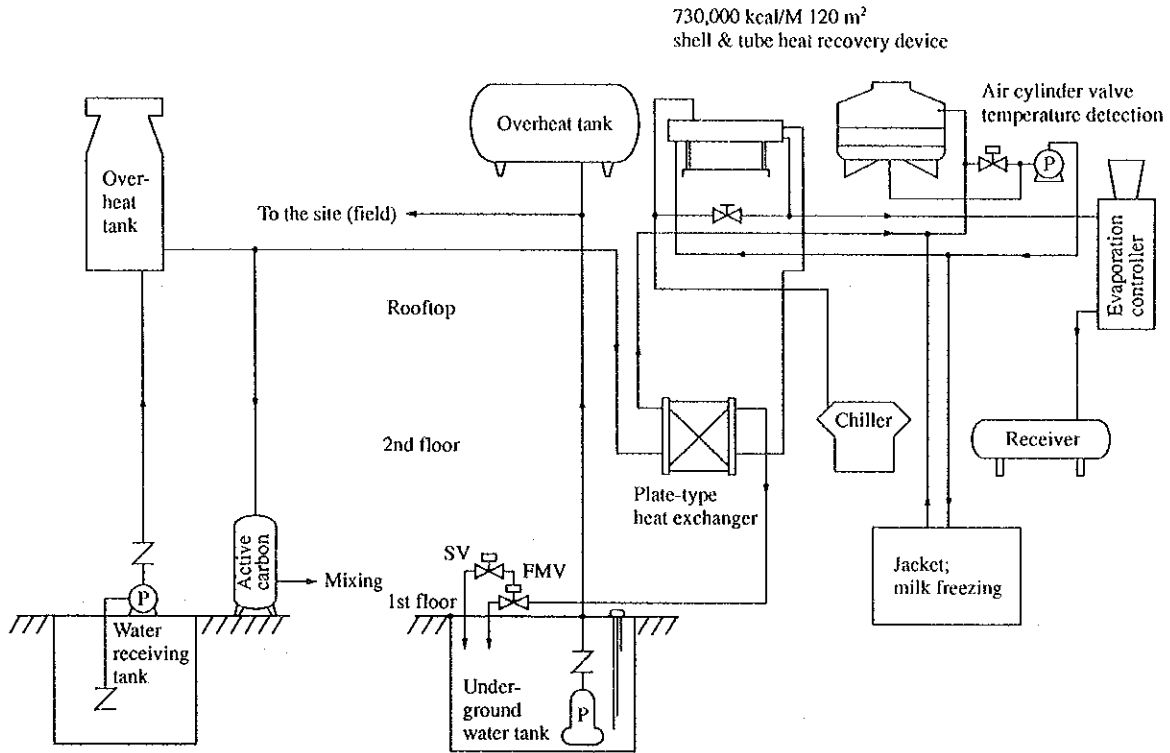 730,000 kcal/M 120 m²
shell & tube heat recovery device
Air cylinder valve
temperature detection
Overheat tank
Over-
heat
tank
P
To the site (field)
Evaporation
controller
Rooftop
Chiller
Receiver
2nd floor
Plate-type
heat exchanger
Active
carbon
SV
FMV
Mixing
Jacket;
milk freezing
P
1st floor
Water
receiving
tank
Under-
ground
water tank
P